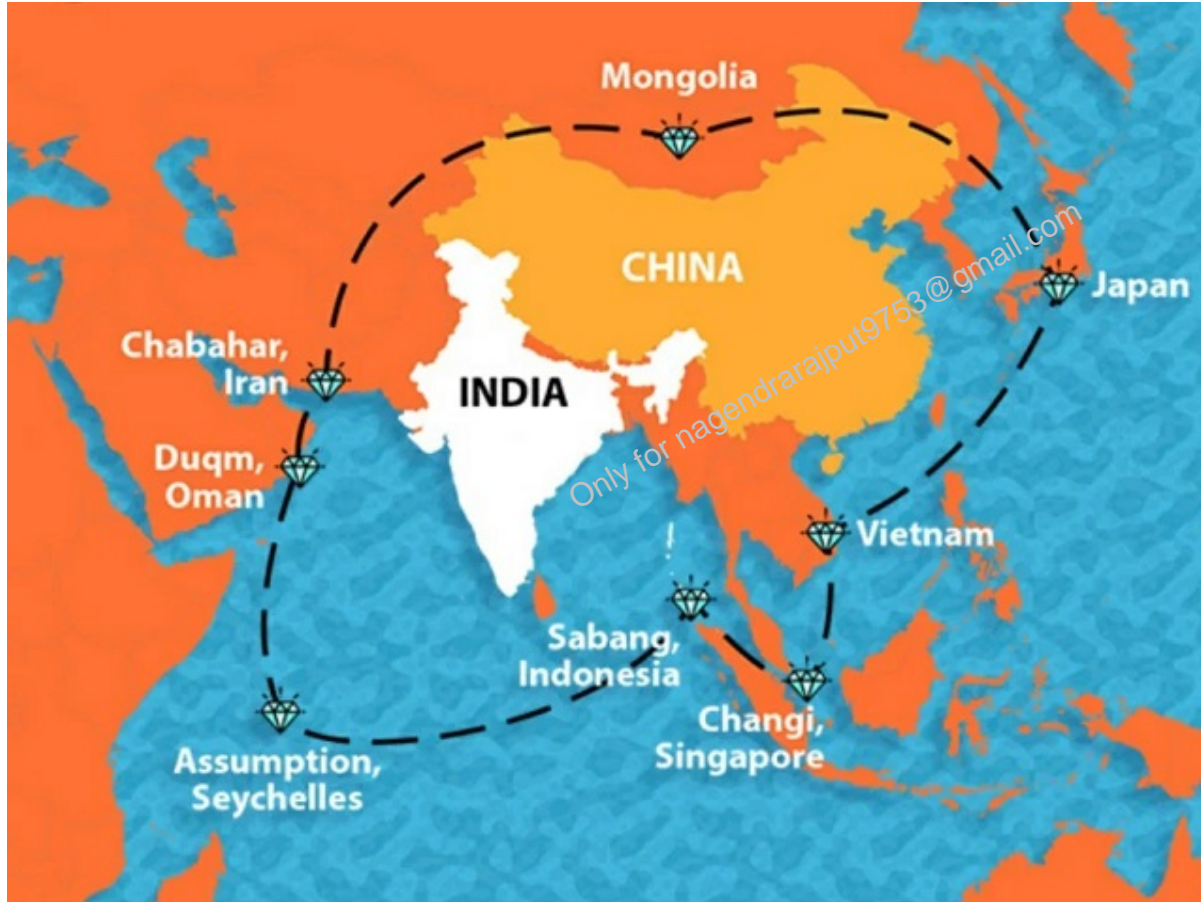 Mongolia
CHINA
Japan
Chabahar,
Iran
INDIA
Duqm,
Oman
Vietnam
Sabang,
Indonesia
Changi,
Singapore
Assumption,
Seychelles
Only for nagendrarajput9753@gmail.com